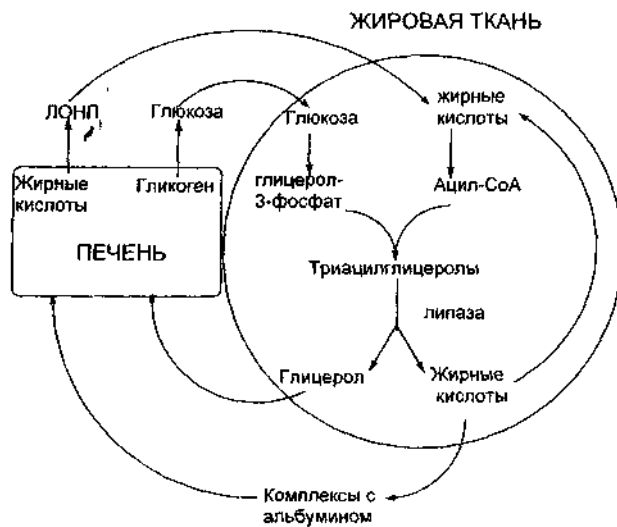 ЖИРОВАЯ ТКАНЬ
ЛОНП
Глюкоза
Глюкоза
жирные
кислоты
Жирные
кислоты
Гликоген
глицерол-
3-фосфат
Ацил-СоА
ПЕЧЕНЬ
Триацилглицеролы
липаза
Глицерол
Жирные
кислоты
Комплексы с
альбумином